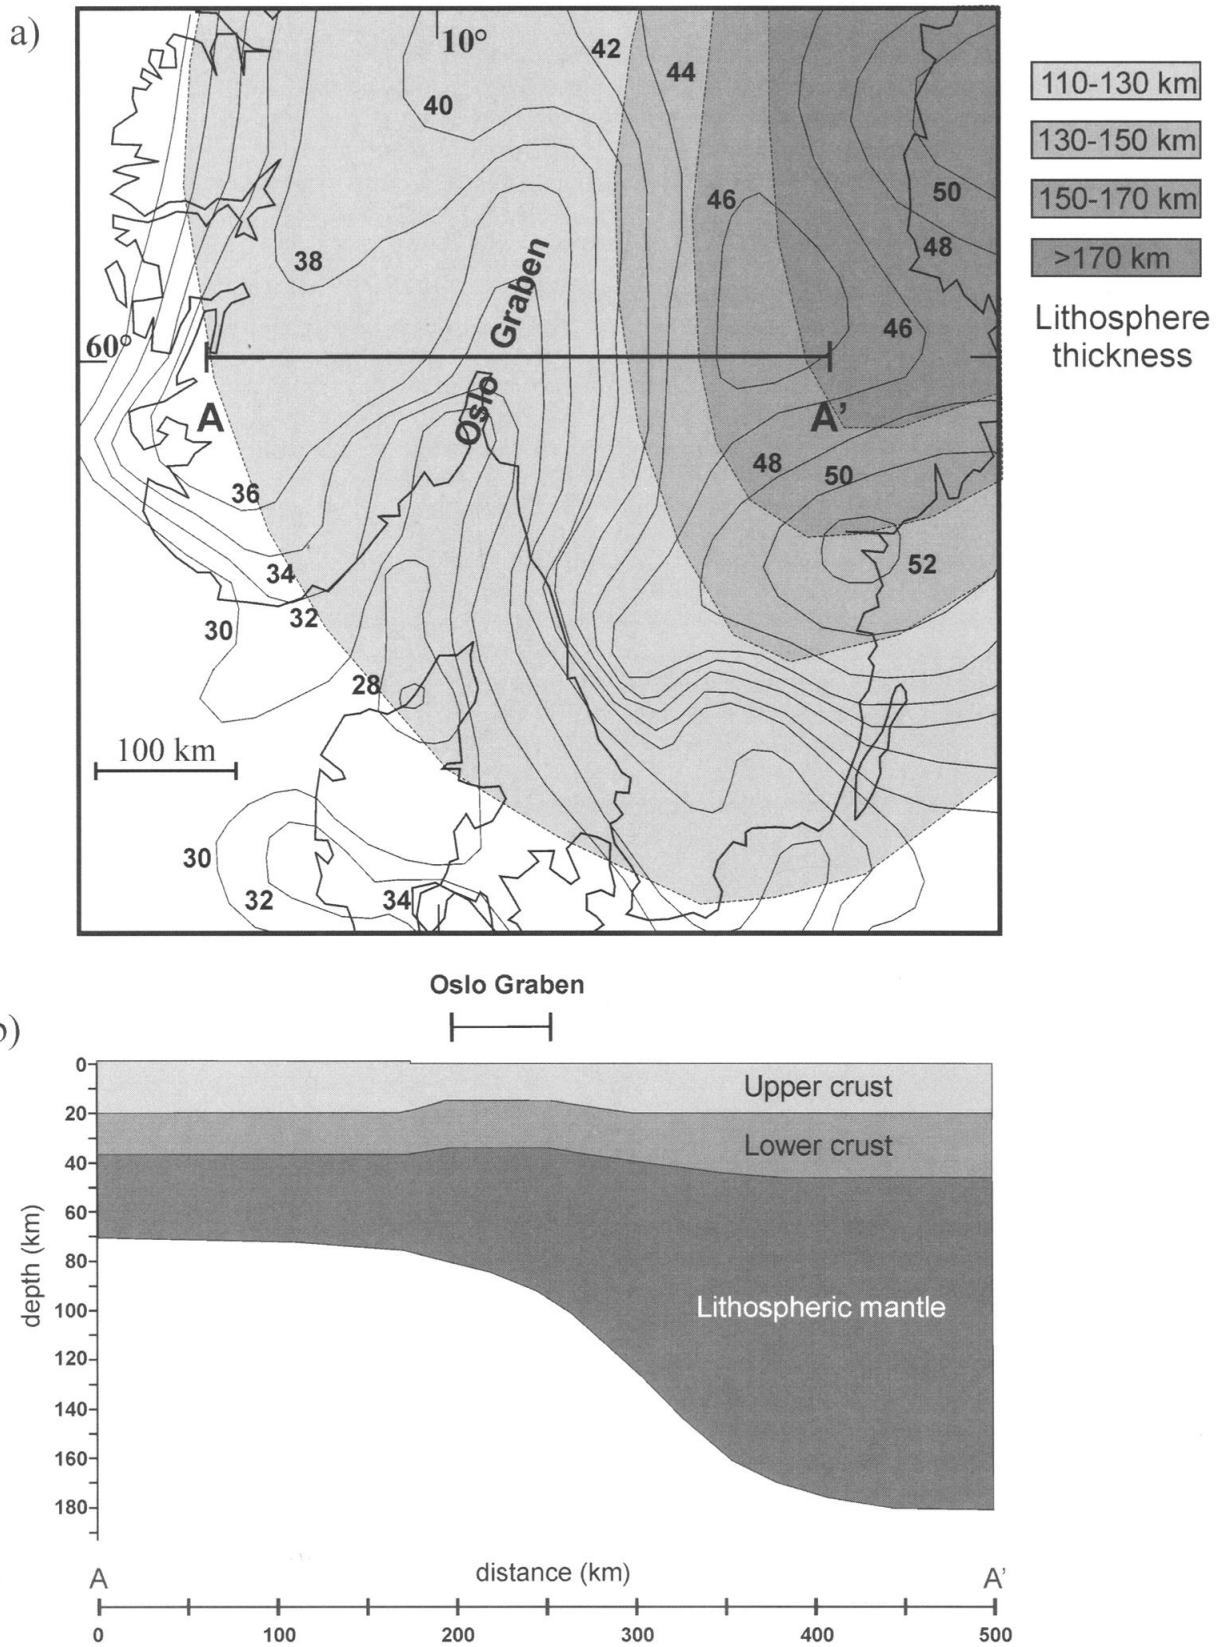 a)
10°
42
44
40
46
50
48
38
46
60°
Graben
Oslo
A
A'
48
50
36
34
52
32
30
28
100 km
30
32
34
110-130 km
130-150 km
150-170 km
>170 km
Lithosphere
thickness
Oslo Graben
b)
0
20
40
60
80
100
120
140
160
180
depth (km)
Upper crust
Lower crust
Lithospheric mantle
A
distance (km)
A'
0
100
200
300
400
500